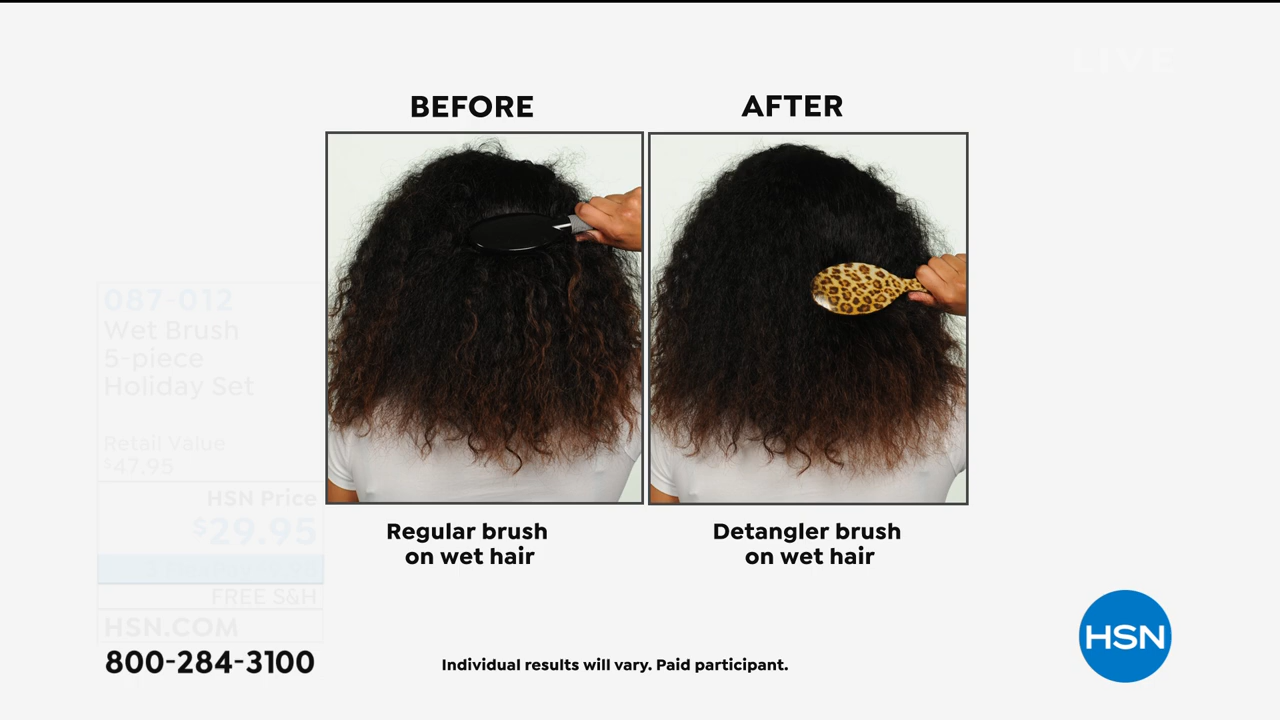 LIVE
BEFORE
AFTER
087-012
Wet Brush
5-piece
Holiday Set
Retail Value
$47.95
HSN Price
$29.95
FREE S&H
HSN.COM
800-284-3100
Regular brush
on wet hair
Detangler brush
on wet hair
Individual results will vary. Paid participant.
HSN